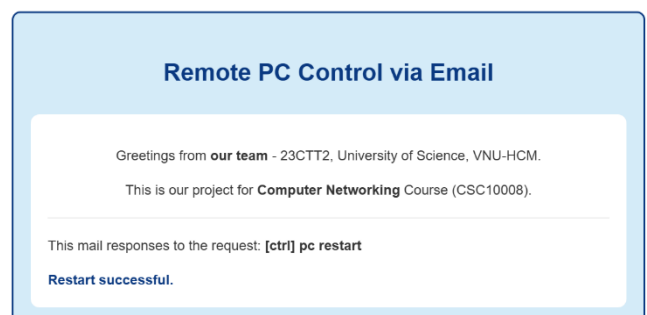 Remote PC Control via Email
Greetings from our team - 23CTT2, University of Science, VNU-HCM.
This is our project for Computer Networking Course (CSC10008).
This mail responses to the request: [ctrl] pc restart
Restart successful.